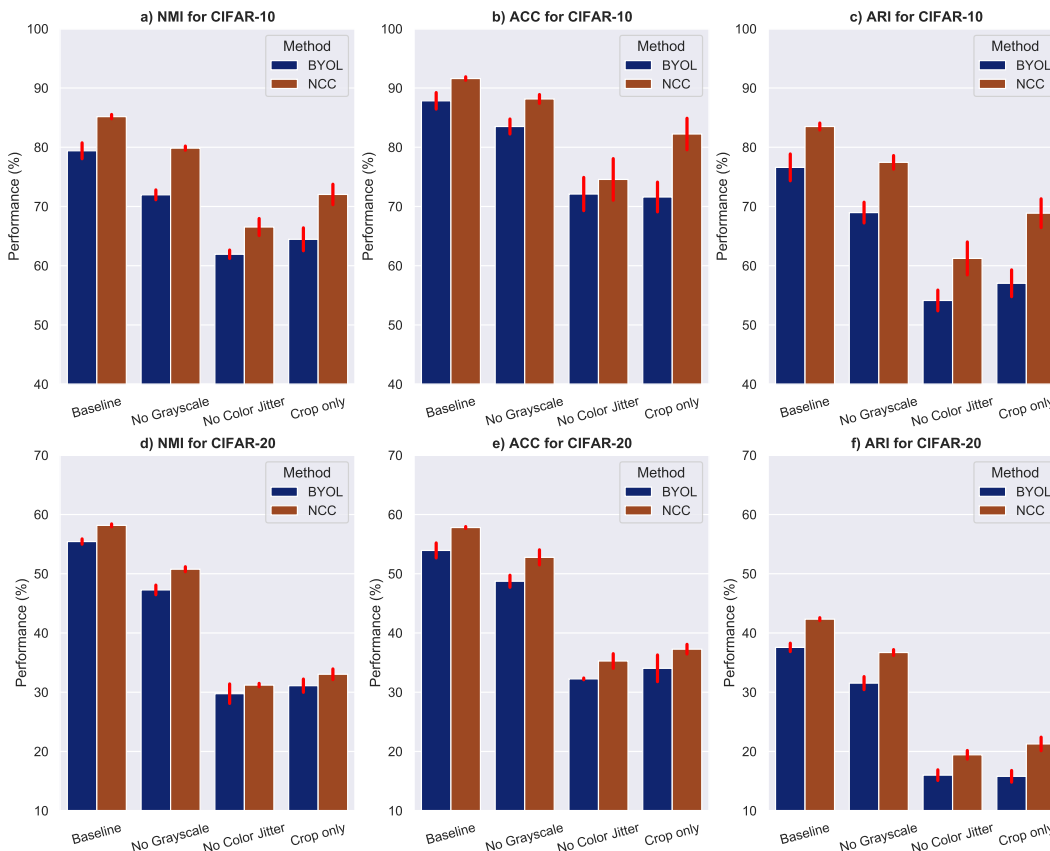 a) NMI for CIFAR-10
b) ACC for CIFAR-10
c) ARI for CIFAR-10
100
90
80
70
60
50
40
Performance (%)
Method
BYOL
NCC
Baseline
No Grayscale
No Color Jitter
Crop only
100
90
80
70
60
50
40
Performance (%)
Method
BYOL
NCC
Baseline
No Grayscale
No Color Jitter
Crop only
100
90
80
70
60
50
40
Performance (%)
Method
BYOL
NCC
Baseline
No Grayscale
No Color Jitter
Crop only
d) NMI for CIFAR-20
e) ACC for CIFAR-20
f) ARI for CIFAR-20
70
60
50
40
30
20
10
Performance (%)
Method
BYOL
NCC
Baseline
No Grayscale
No Color Jitter
Crop only
70
60
50
40
30
20
10
Performance (%)
Method
BYOL
NCC
Baseline
No Grayscale
No Color Jitter
Crop only
70
60
50
40
30
20
10
Performance (%)
Method
BYOL
NCC
Baseline
No Grayscale
No Color Jitter
Crop only